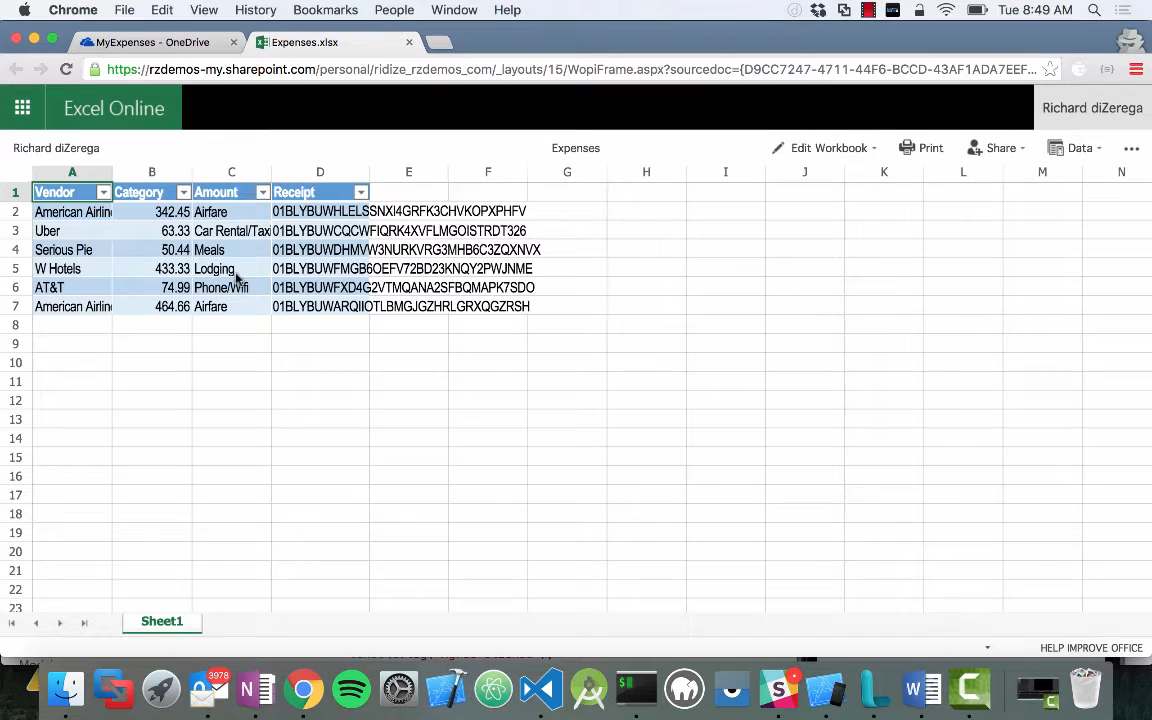 Chrome File Edit View History Bookmarks People Window Help Tue 8:49 AM
MyExpenses - OneDrive Expenses.xlsx
https://rzdemos-my.sharepoint.com/personal/ridize_rzdemos_com/_layouts/15/WopiFrame.aspx?sourcedoc={D9CC7247-4711-44F6-BCCD-43AF1ADA7EEF...
Excel Online Richard diZerega
Richard diZerega Expenses Edit Workbook Print Share Data
A B C D E F G H I J K L M N
1 Vendor Category Amount Receipt
2 American Airline 342.45 Airfare 01BLYBUWHLELSSNXI4GRFK3CHVKOPXPHFV
3 Uber 63.33 Car Rental/Taxi 01BLYBUWCQCWFIQRK4XVFLMGOISTRDT326
4 Serious Pie 50.44 Meals 01BLYBUWDHMVW3NURKVRG3MHB6C3ZQXNVX
5 W Hotels 433.33 Lodging 01BLYBUWFMGB6OEFV72BD23KNQY2PWJNME
6 AT&T 74.99 Phone/Wifi 01BLYBUWFXD4G2VTMQANA2SFBQMAPK7SDO
7 American Airline 464.66 Airfare 01BLYBUWARQIIOTLBMGJGZHRLGRXQGZRSH
8
9
10
11
12
13
14
15
16
17
18
19
20
21
22
23
Sheet1
HELP IMPROVE OFFICE
3978